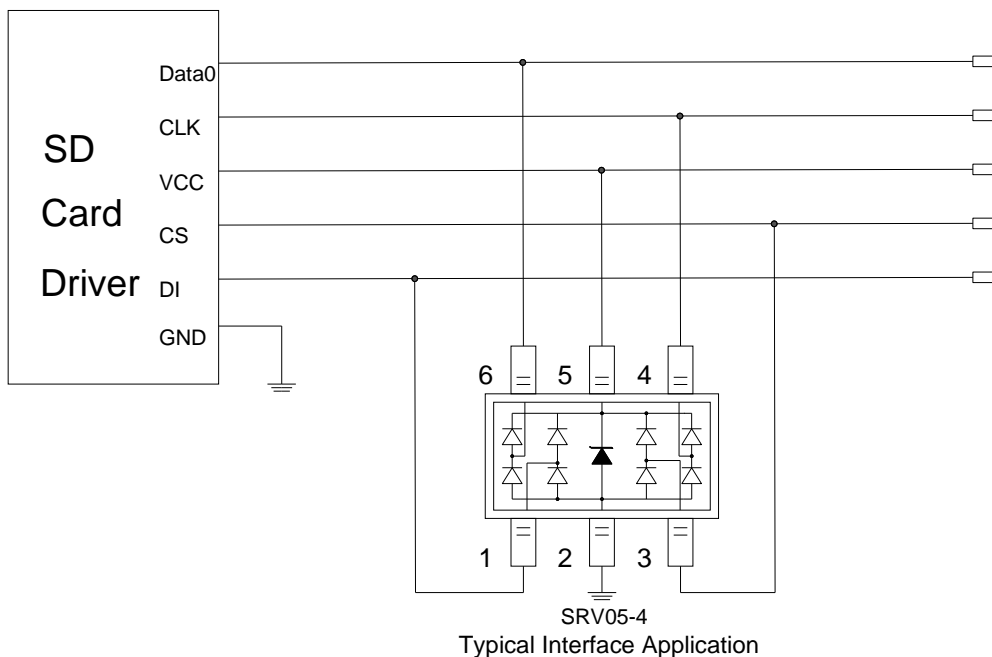 Data0
CLK
SD
VCC
Card
CS
Driver
DI
GND
6 5 4
1 2 3
SRV05-4
Typical Interface Application